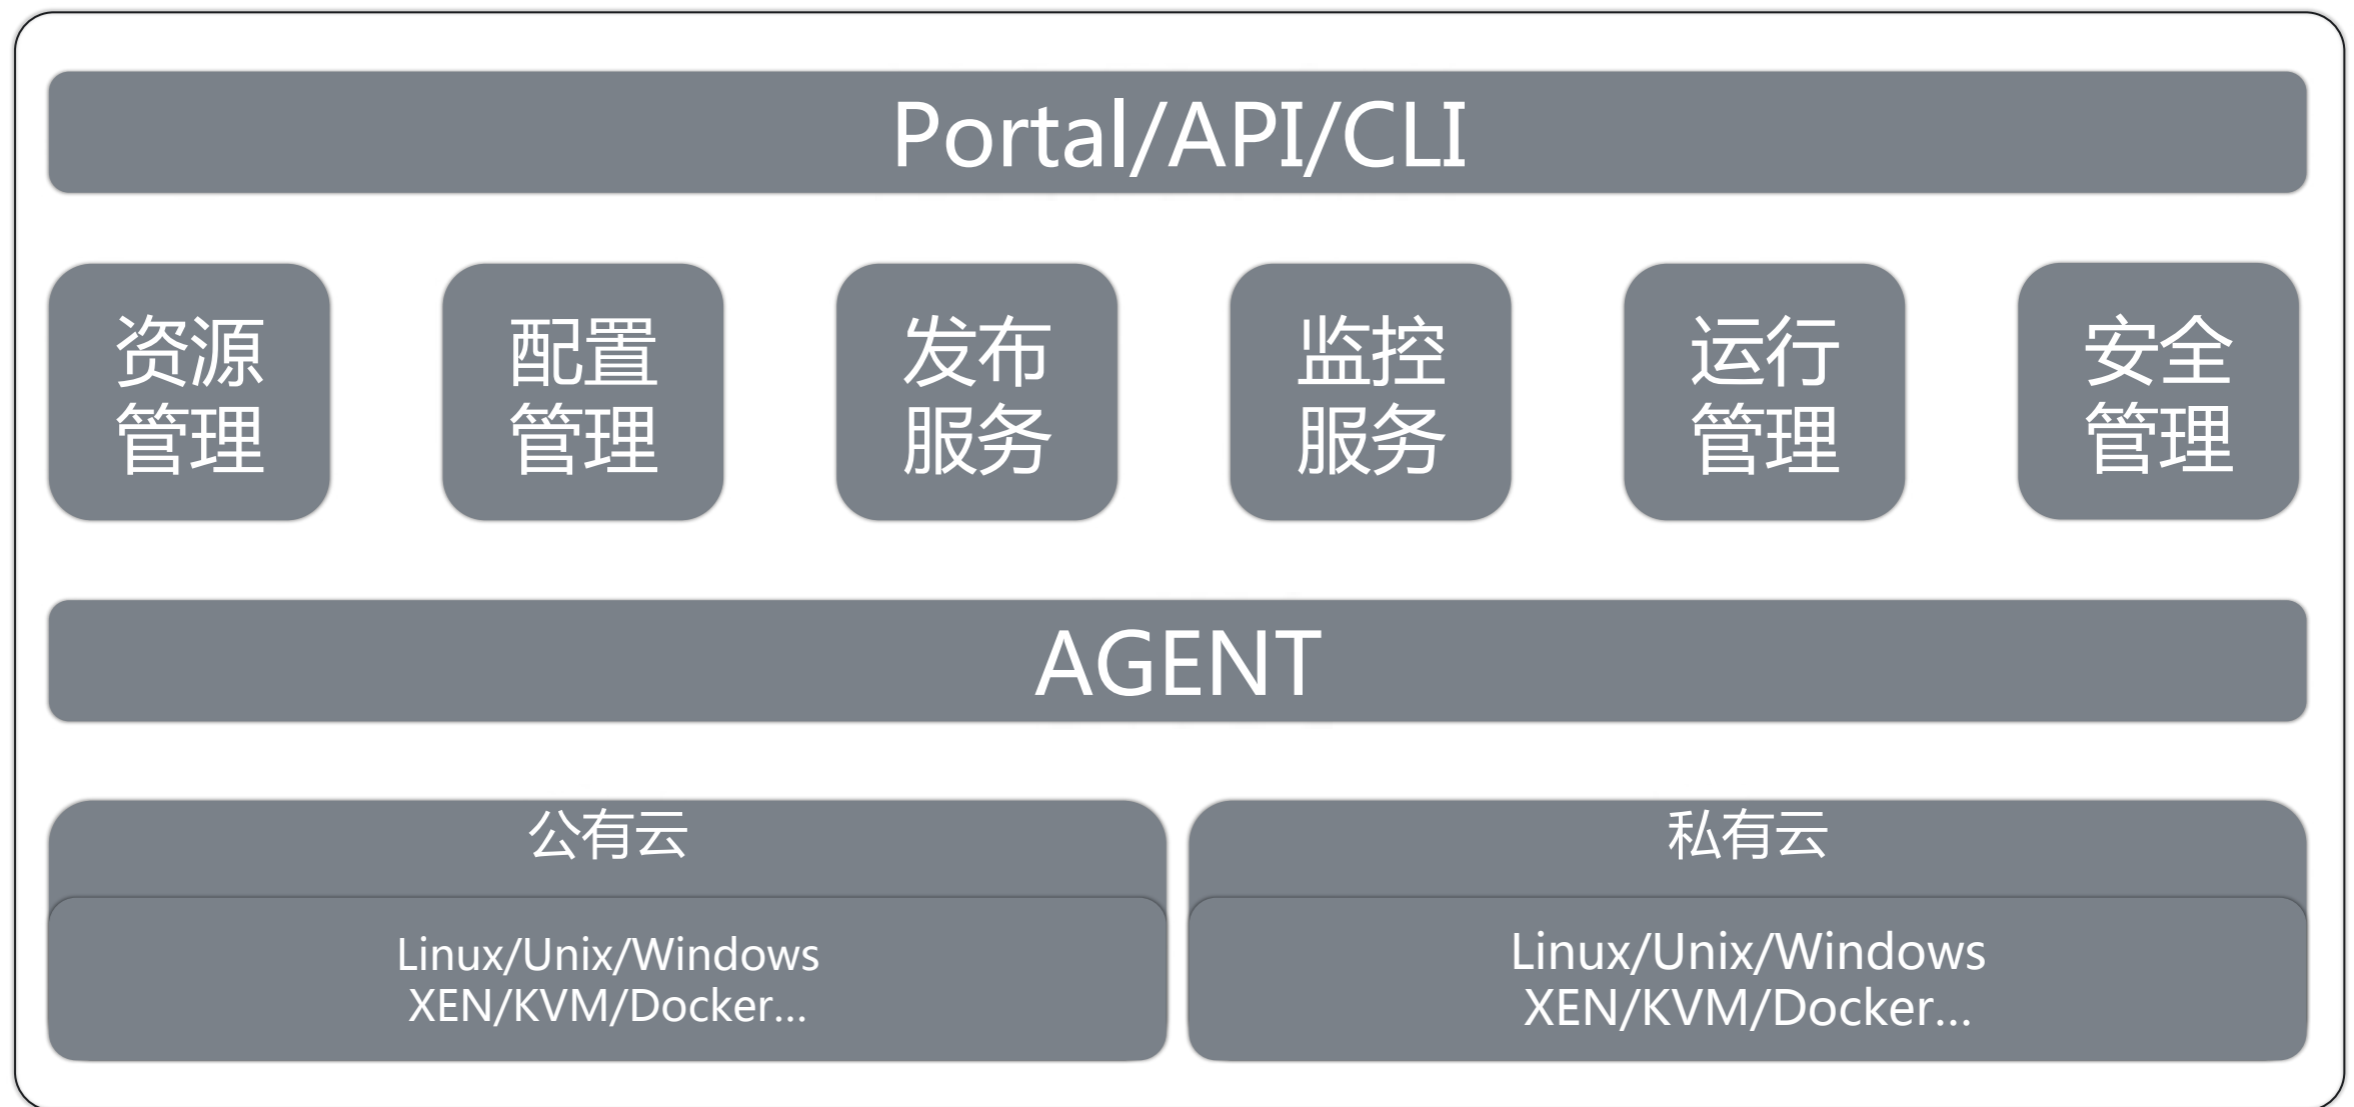 Portal/API/CLI
资源
管理
配置
管理
发布
服务
监控
服务
运行
管理
安全
管理
AGENT
公有云
Linux/Unix/Windows
XEN/KVM/Docker...
私有云
Linux/Unix/Windows
XEN/KVM/Docker...